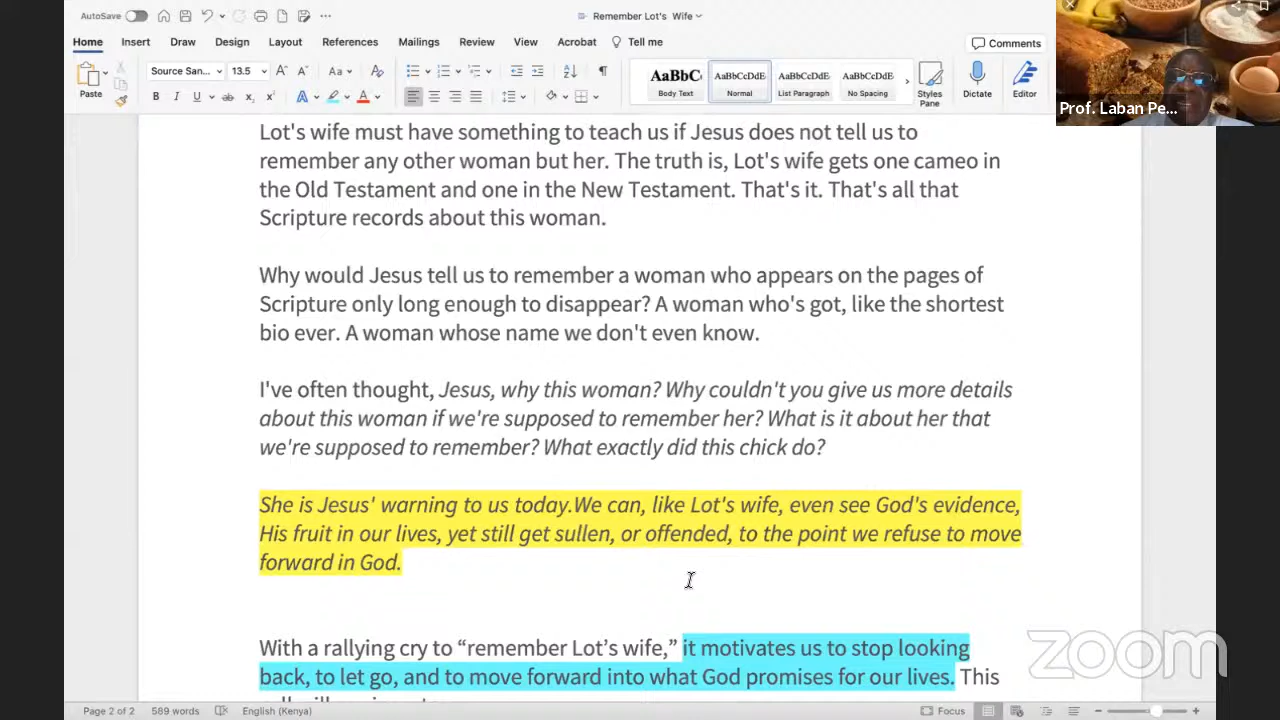 AutoSave
Remember Lot's Wife
Home Insert Draw Design Layout References Mailings Review View Acrobat Tell me
Comments
Paste
Source San...
13.5
Aa
B I U ab x2 x2 A A
AaBbC
AaBbCcDdE
AaBbCcDdE
AaBbCcDdE
Body Text
Normal
List Paragraph
No Spacing
Styles
Pane
Dictate
Editor
Prof. Laban Pe...
Lot's wife must have something to teach us if Jesus does not tell us to
remember any other woman but her. The truth is, Lot's wife gets one cameo in
the Old Testament and one in the New Testament. That's it. That's all that
Scripture records about this woman.
Why would Jesus tell us to remember a woman who appears on the pages of
Scripture only long enough to disappear? A woman who's got, like the shortest
bio ever. A woman whose name we don't even know.
I've often thought, Jesus, why this woman? Why couldn't you give us more details
about this woman if we're supposed to remember her? What is it about her that
we're supposed to remember? What exactly did this chick do?
She is Jesus' warning to us today.We can, like Lot's wife, even see God's evidence,
His fruit in our lives, yet still get sullen, or offended, to the point we refuse to move
forward in God.
With a rallying cry to “remember Lot’s wife,” it motivates us to stop looking
back, to let go, and to move forward into what God promises for our lives. This
zoom
Page 2 of 2 589 words English (Kenya) Focus